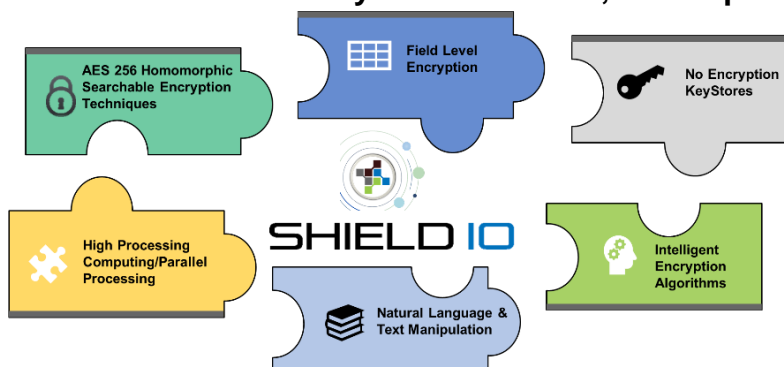 AES 256 Homomorphic
Searchable Encryption
Techniques
Field Level
Encryption
No Encryption
KeyStores
SHIELD IO
High Processing
Computing/Parallel
Processing
Natural Language &
Text Manipulation
Intelligent
Encryption
Algorithms